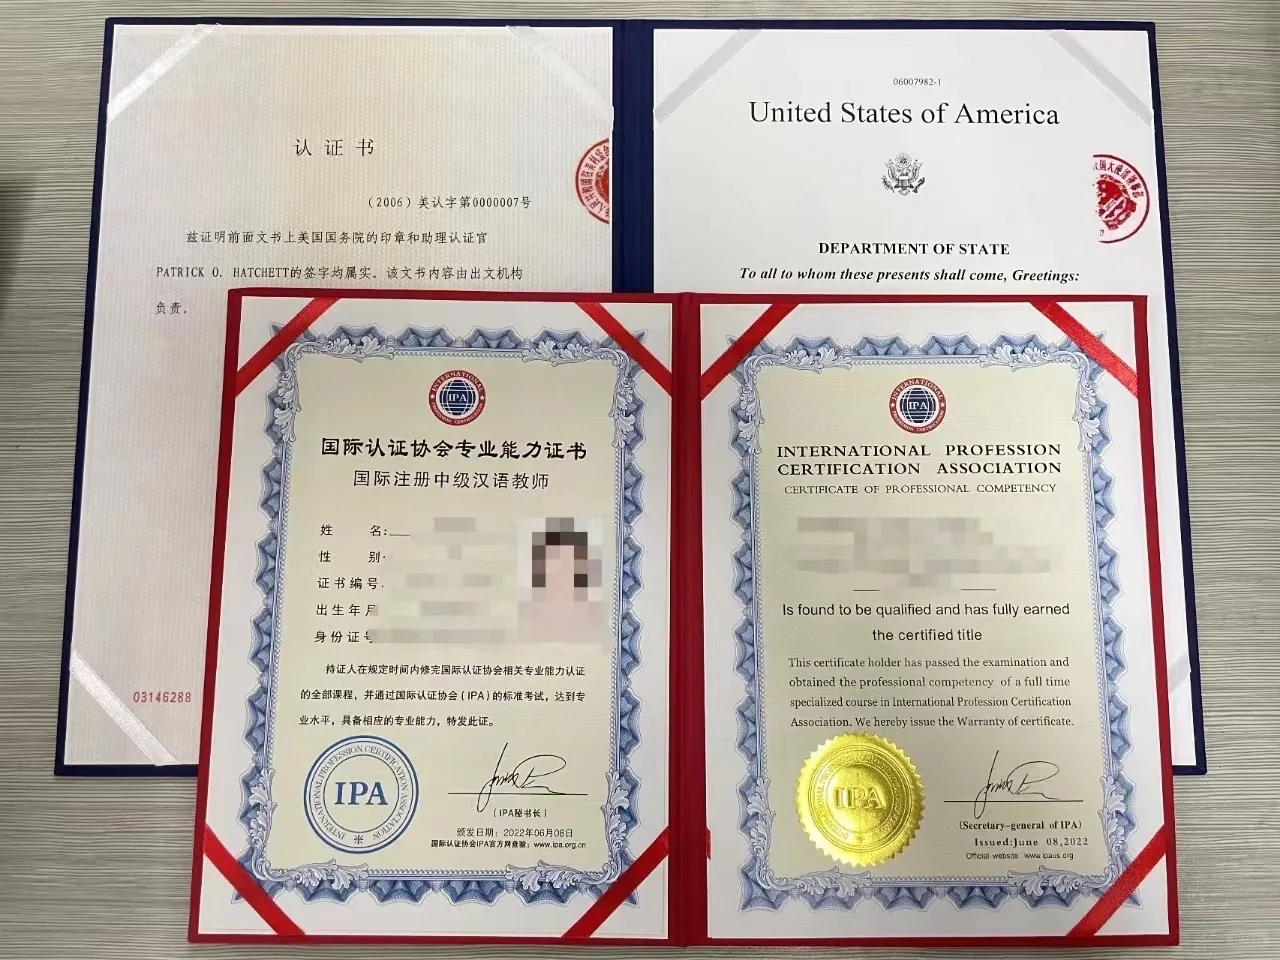 认证书
（2006）美认字第0000007号
兹证明前面文书上美国国务院的印章和助理认证官
PATRICK O. HATCHETT的签字均属实。该文书内容由出文机构
负责。
03146288
06007982-1
United States of America
DEPARTMENT OF STATE
To all to whom these presents shall come, Greetings:
INTERNATIONAL
IPA
国际认证协会专业能力证书
国际注册中级汉语教师
姓 名:
性 别
证书编号
出生年月
身份证号
持证人在规定时间内修完国际认证协会相关专业能力认证
的全部课程，并通过国际认证协会（IPA）的标准考试，达到专
业水平，具备相应的专业能力，特发此证。
INTERNATIONAL PROFESSION CERTIFICATION ASSOCIATION
IPA
（IPA秘书长）
颁发日期：2022年06月08日
国际认证协会IPA官方网查验：www.ipa.org.cn
INTERNATIONAL
IPA
INTERNATIONAL PROFESSION
CERTIFICATION ASSOCIATION
CERTIFICATE OF PROFESSIONAL COMPETENCY
Is found to be qualified and has fully earned
the certified title
This certificate holder has passed the examination and
obtained the professional competency of a full time
specialized course in International Profession Certification
Association. We hereby issue the Warranty of certificate.
IPA
(Secretary-general of IPA)
Issued:June 08,2022
Official website: www.ipaus.org